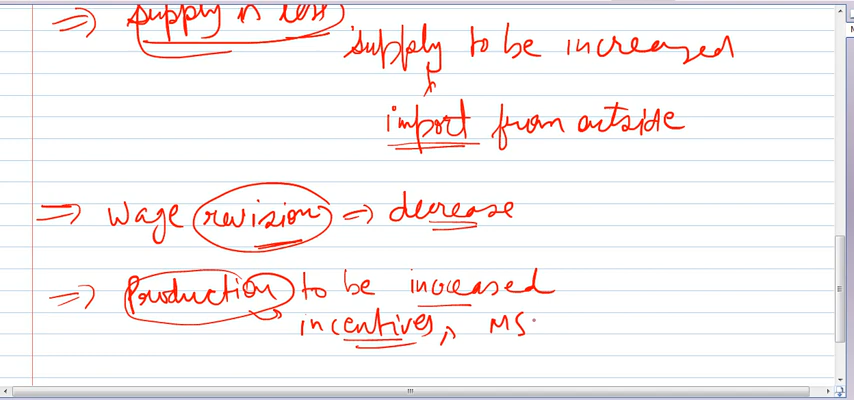 ⇒ supply is less
supply to be increased
import from outside
⇒ wage revision ⇒ decrease
⇒ Production to be increased
incentives, MS